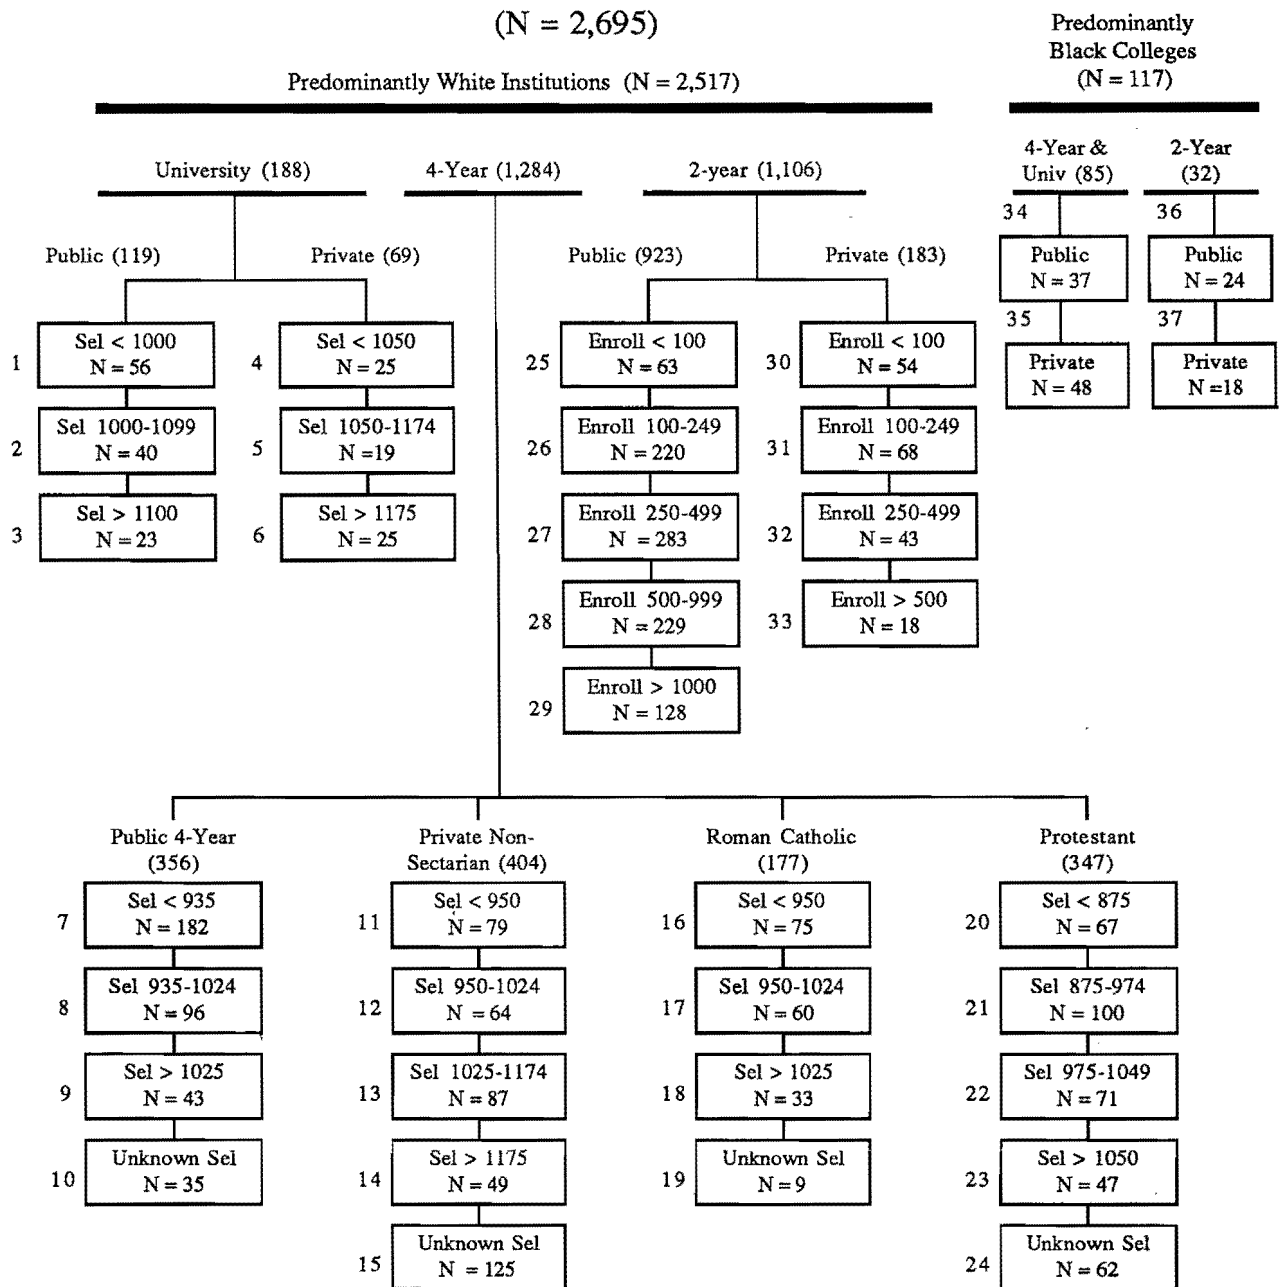 (N = 2,695)
Predominantly White Institutions (N = 2,517)
Predominantly
Black Colleges
(N = 117)
University (188)
4-Year (1,284)
2-year (1,106)
4-Year &
Univ (85)
2-Year
(32)
Public (119)
Private (69)
Public (923)
Private (183)
34
Public
N = 37
35
Private
N = 48
36
Public
N = 24
37
Private
N =18
1
Sel < 1000
N = 56
2
Sel 1000-1099
N = 40
3
Sel > 1100
N = 23
4
Sel < 1050
N = 25
5
Sel 1050-1174
N =19
6
Sel > 1175
N = 25
25
Enroll < 100
N = 63
26
Enroll 100-249
N = 220
27
Enroll 250-499
N = 283
28
Enroll 500-999
N = 229
29
Enroll > 1000
N = 128
30
Enroll < 100
N = 54
31
Enroll 100-249
N = 68
32
Enroll 250-499
N = 43
33
Enroll > 500
N = 18
Public 4-Year
(356)
7
Sel < 935
N = 182
8
Sel 935-1024
N = 96
9
Sel > 1025
N = 43
10
Unknown Sel
N = 35
Private Non-
Sectarian (404)
11
Sel < 950
N = 79
12
Sel 950-1024
N = 64
13
Sel 1025-1174
N = 87
14
Sel > 1175
N = 49
15
Unknown Sel
N = 125
Roman Catholic
(177)
16
Sel < 950
N = 75
17
Sel 950-1024
N = 60
18
Sel > 1025
N = 33
19
Unknown Sel
N = 9
Protestant
(347)
20
Sel < 875
N = 67
21
Sel 875-974
N = 100
22
Sel 975-1049
N = 71
23
Sel > 1050
N = 47
24
Unknown Sel
N = 62